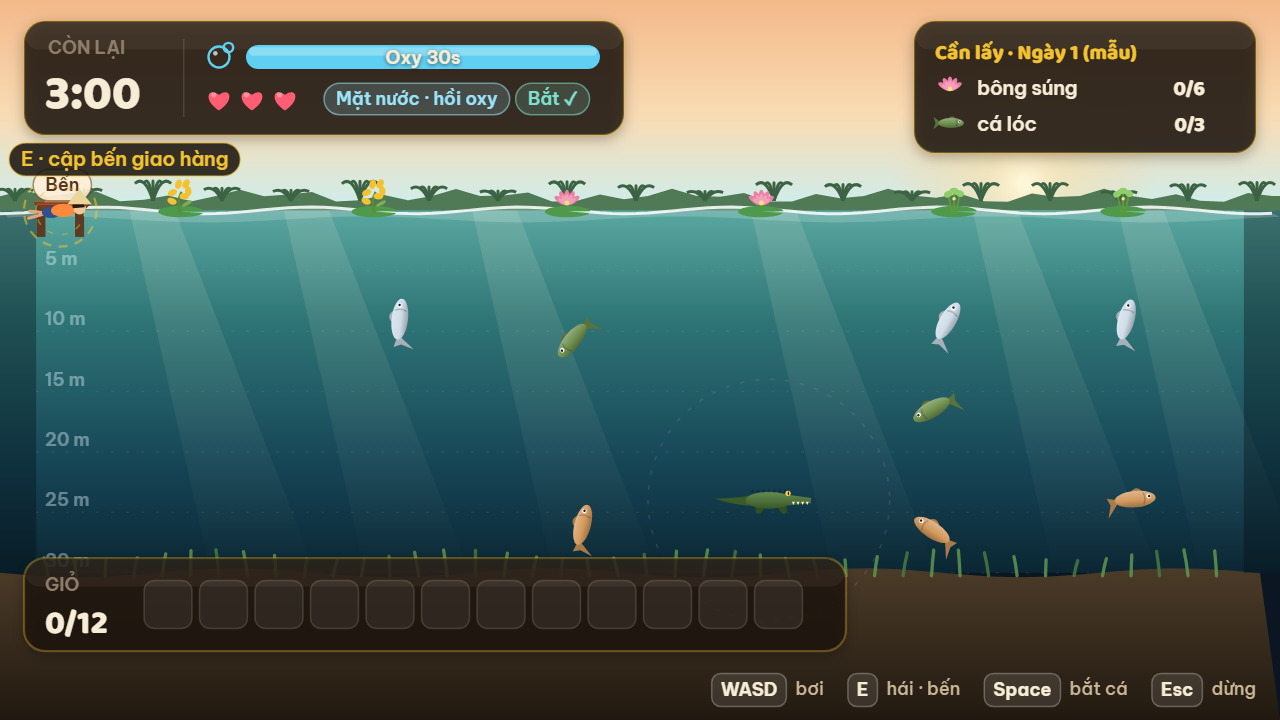 CÒN LẠI
3:00
Oxy 30s
Mặt nước · hồi oxy
Bắt ✓
Cần lấy · Ngày 1 (mẫu)
bông súng 0/6
cá lóc 0/3
E · cập bến giao hàng
Bến
5 m
10 m
15 m
20 m
25 m
30 m
GIỎ
0/12
WASD bơi E hái · bến Space bắt cá Esc dừng